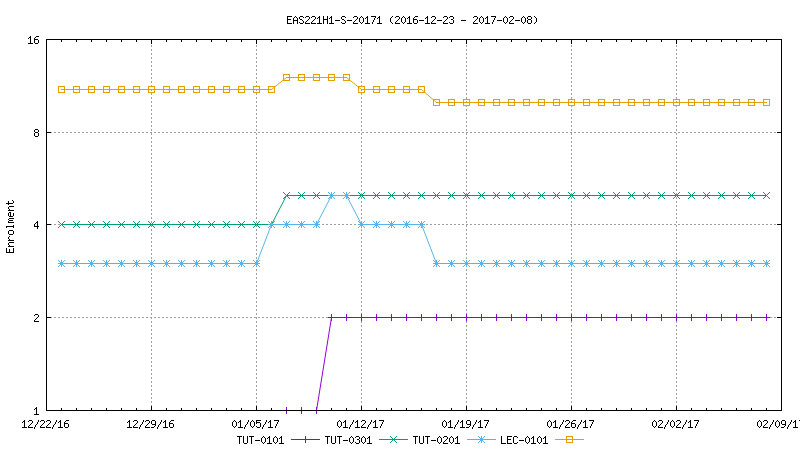 EAS221H1-S-20171 (2016-12-23 - 2017-02-08)
16
8
Enrolment
4
2
1
12/22/16 12/29/16 01/05/17 01/12/17 01/19/17 01/26/17 02/02/17 02/09/17
TUT-0101 TUT-0301 TUT-0201 LEC-0101